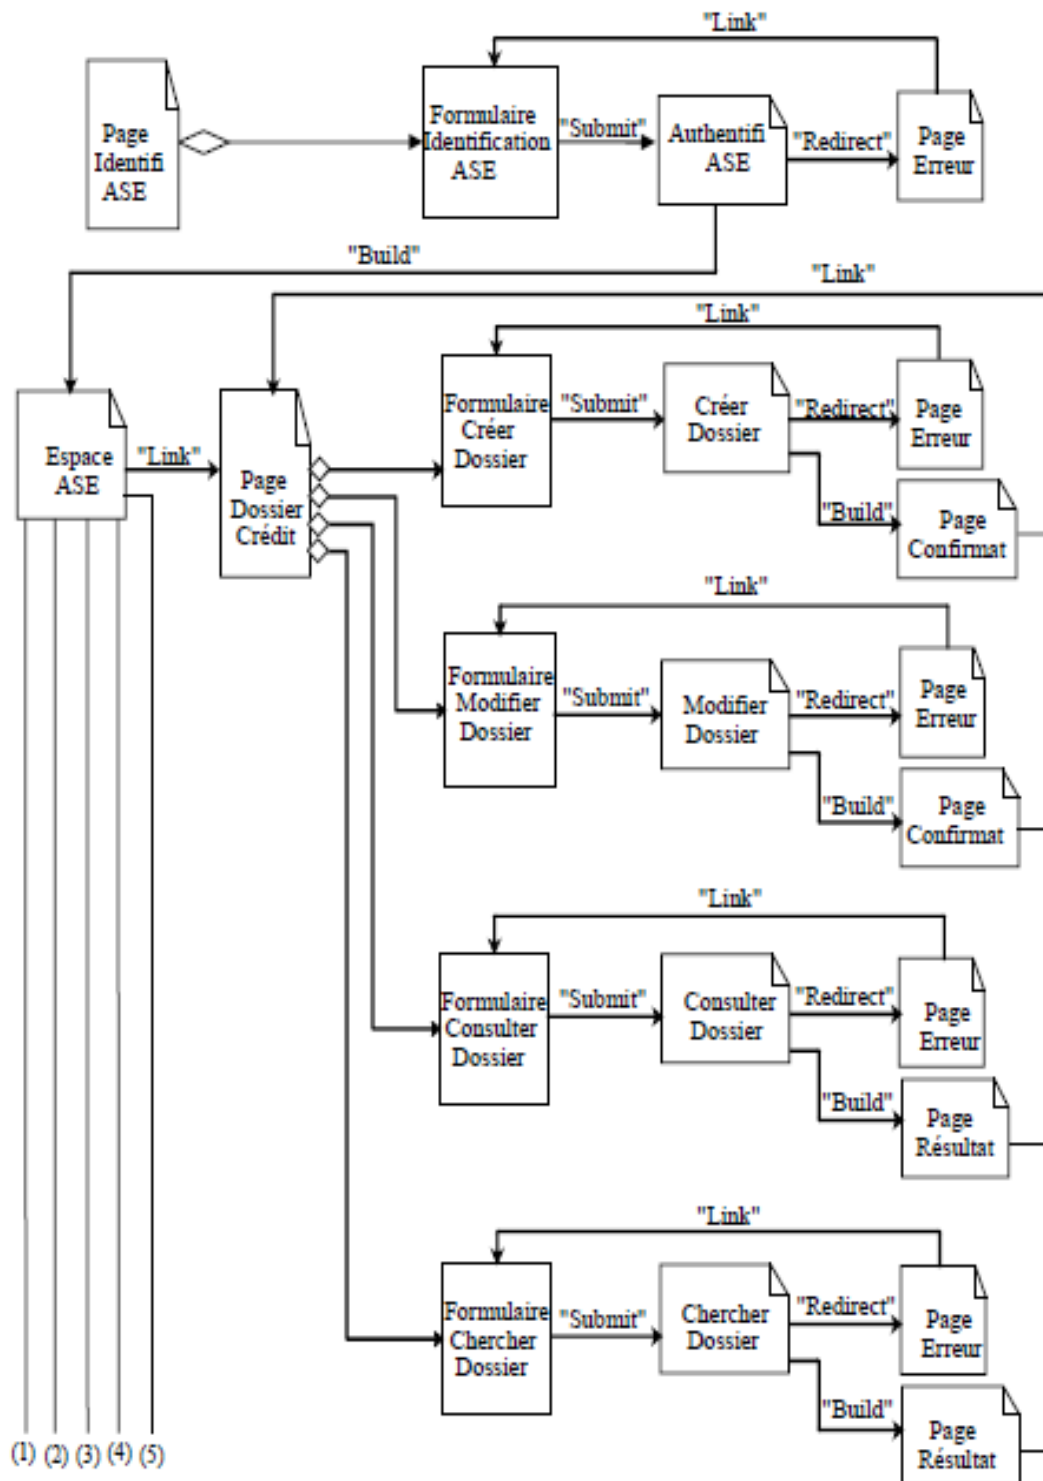 "Link"
Page
Identifi
ASE
Formulaire
Identification
ASE
"Submit"
Authentifi
ASE
"Redirect"
Page
Erreur
"Build"
"Link"
"Link"
Espace
ASE
"Link"
Page
Dossier
Crédit
Formulaire
Créer
Dossier
"Submit"
Créer
Dossier
"Redirect"
Page
Erreur
"Build"
Page
Confirmat
"Link"
Formulaire
Modifier
Dossier
"Submit"
Modifier
Dossier
"Redirect"
Page
Erreur
"Build"
Page
Confirmat
"Link"
Formulaire
Consulter
Dossier
"Submit"
Consulter
Dossier
"Redirect"
Page
Erreur
"Build"
Page
Résultat
"Link"
Formulaire
Chercher
Dossier
"Submit"
Chercher
Dossier
"Redirect"
Page
Erreur
"Build"
Page
Résultat
(1) (2) (3) (4) (5)